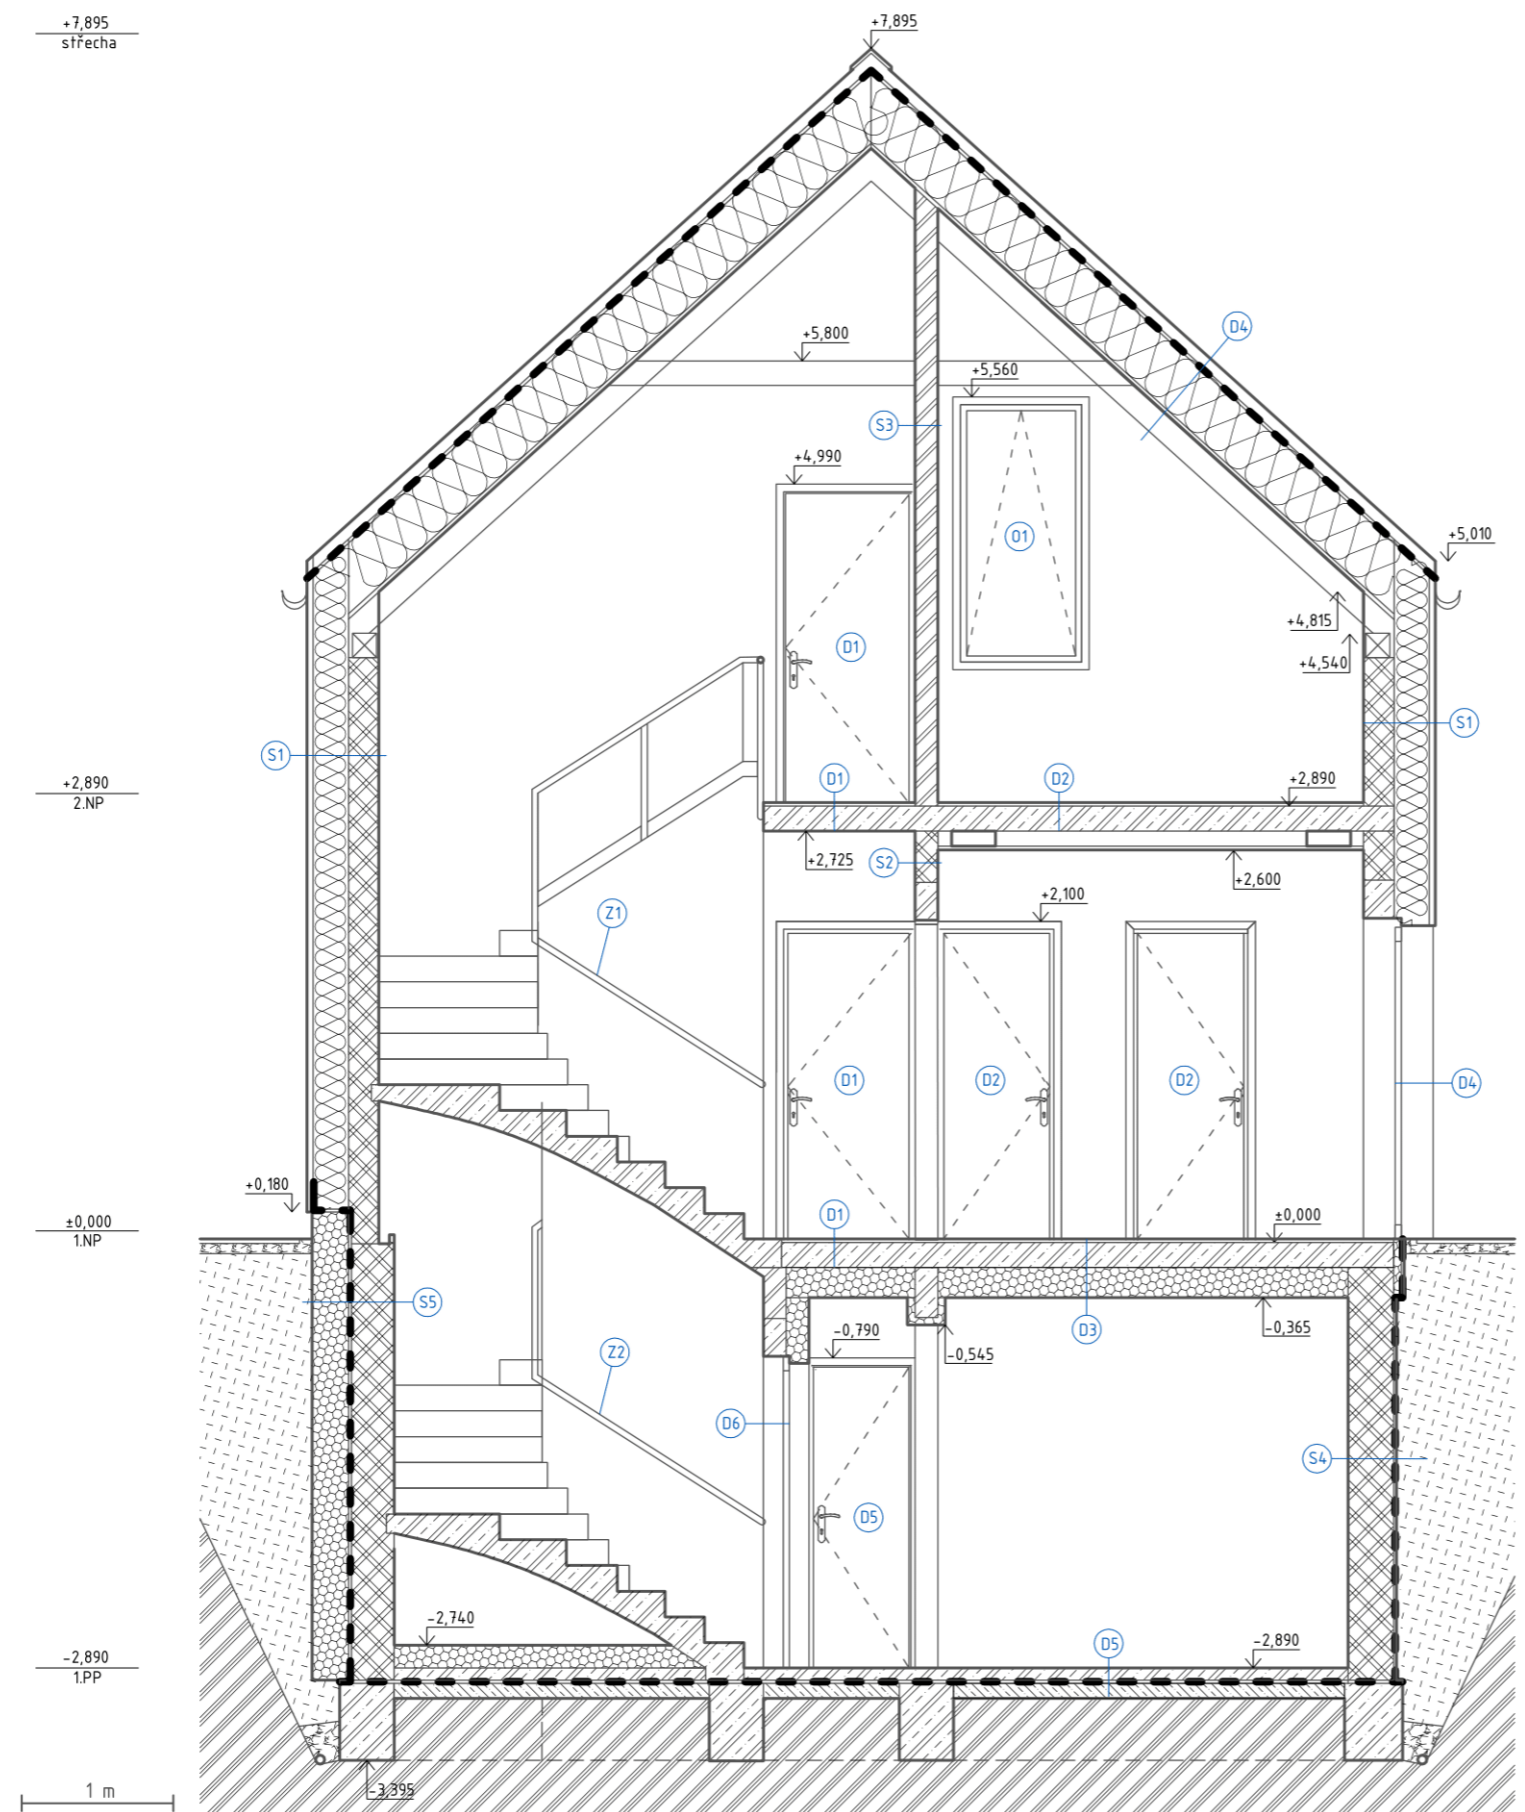 +7,895
střecha
+7,895
D4
+5,800
+5,560
S3
+4,990
O1
+5,010
+4,815
D1
+4,540
S1
S1
+2,890
2.NP
D1
D2
+2,890
+2,725
S2
+2,600
+2,100
Z1
D1
D2
D2
D4
+0,180
±0,000
1.NP
D1
±0,000
S5
D3
-0,790
-0,545
-0,365
Z2
D6
S4
D5
-2,740
-2,890
1.PP
D5
-2,890
1 m
-3,395